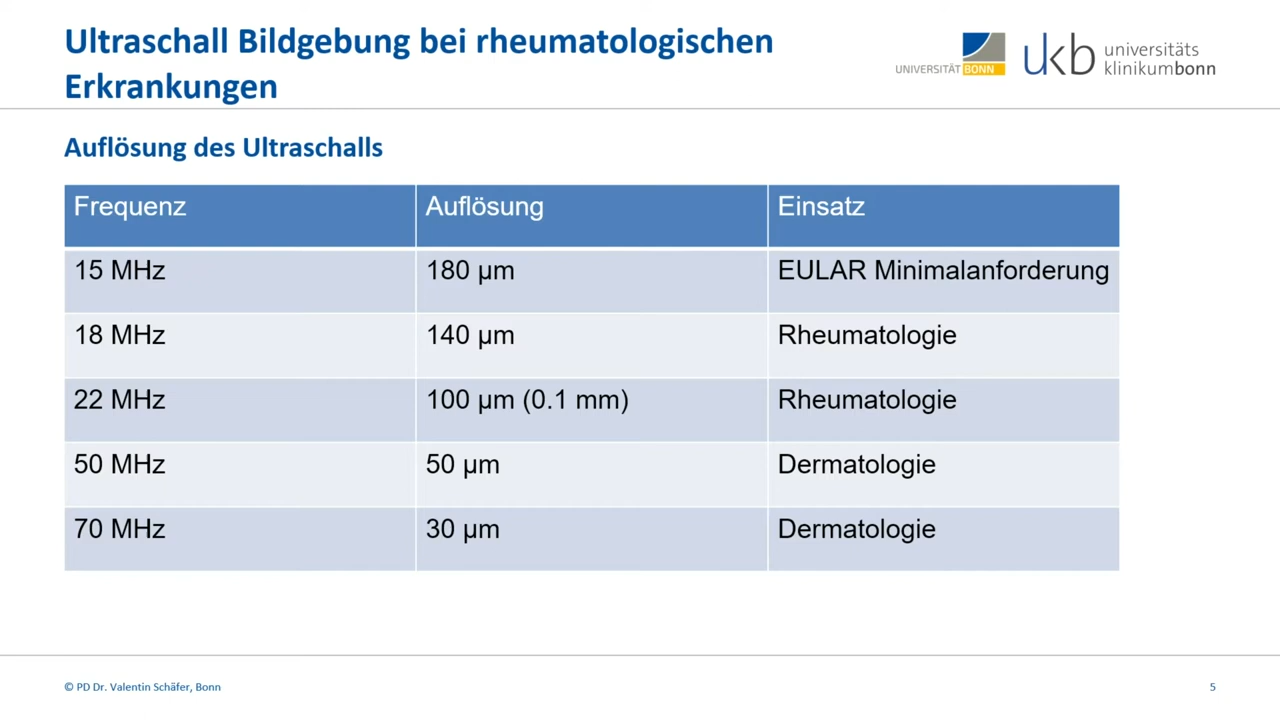 Ultraschall Bildgebung bei rheumatologischen
Erkrankungen
UNIVERSITÄT BONN
ukb universitäts
klinikumbonn
Auflösung des Ultraschalls
Frequenz Auflösung Einsatz
15 MHz 180 µm EULAR Minimalanforderung
18 MHz 140 µm Rheumatologie
22 MHz 100 µm (0.1 mm) Rheumatologie
50 MHz 50 µm Dermatologie
70 MHz 30 µm Dermatologie
© PD Dr. Valentin Schäfer, Bonn 5